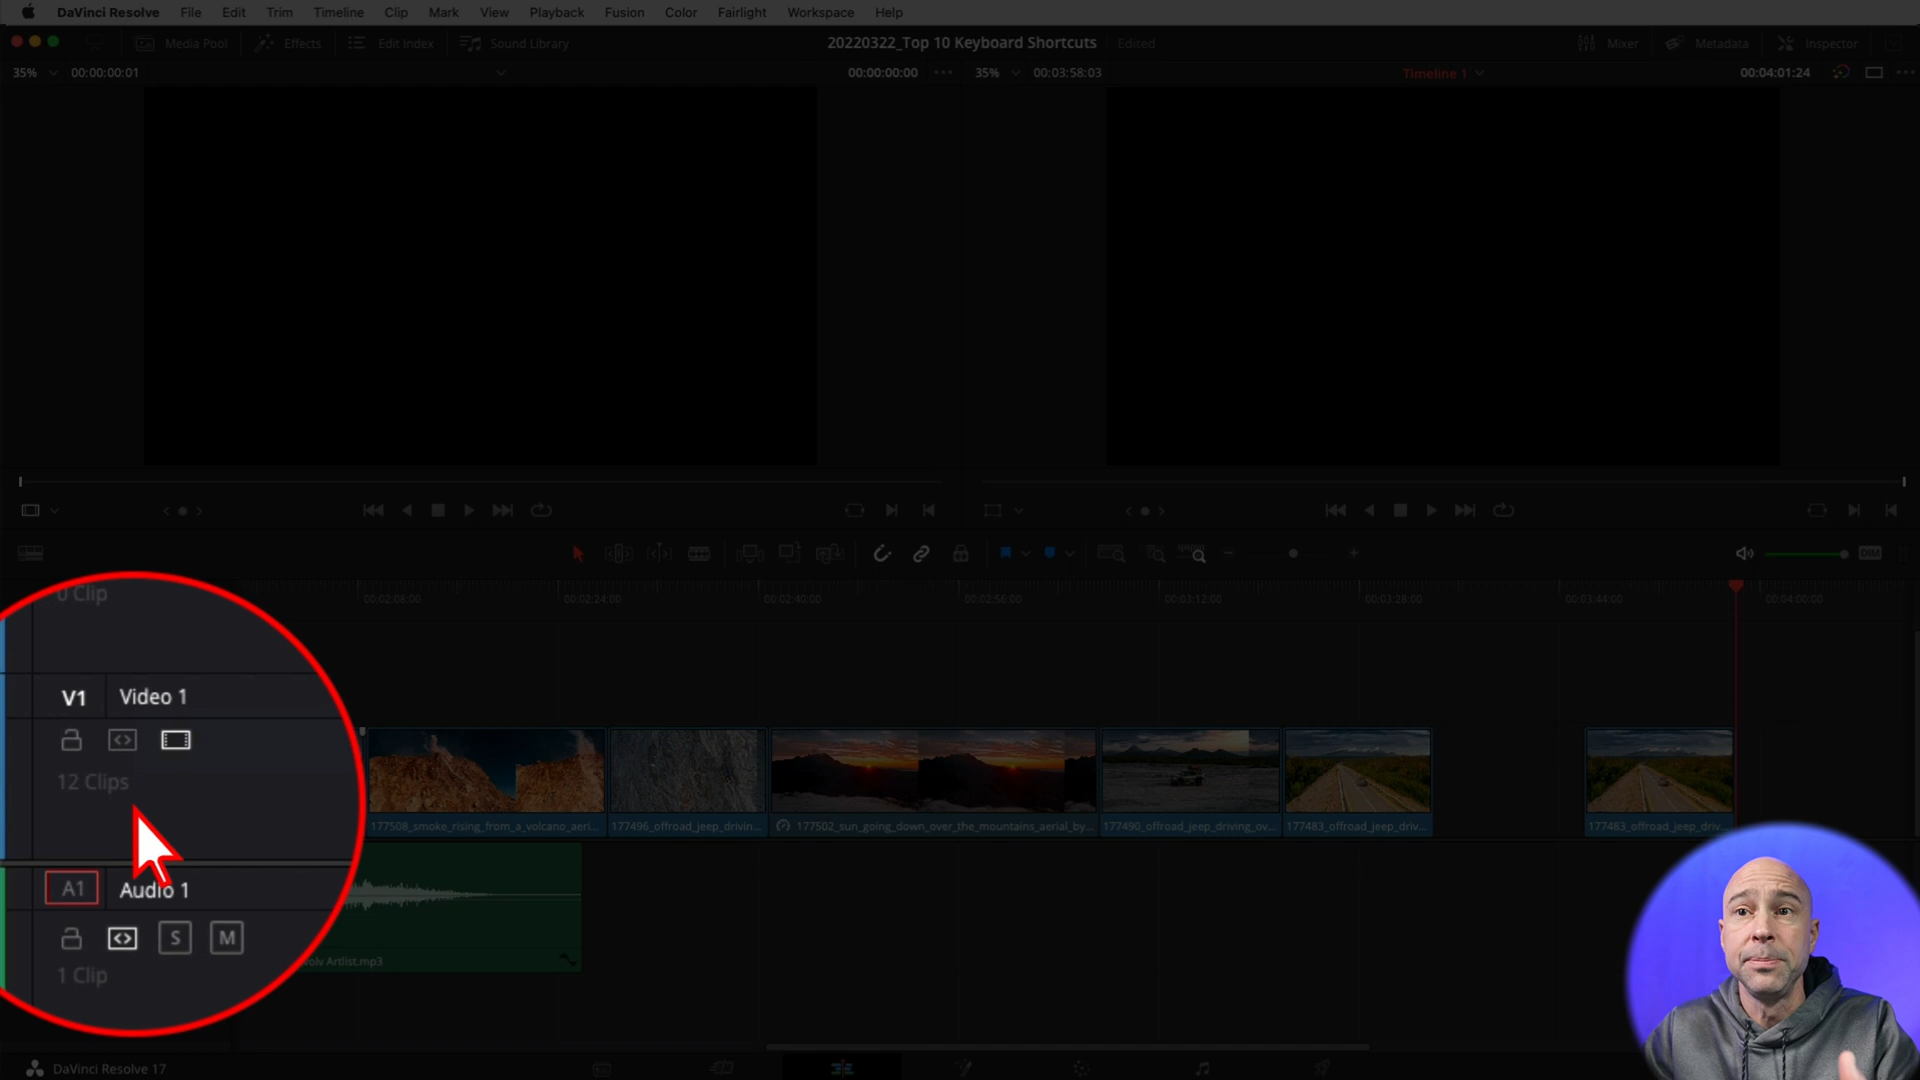 DaVinci Resolve File Edit Trim Timeline Clip Mark View Playback Fusion Color Fairlight Workspace Help
Media Pool Effects Edit Index Sound Library 20220322_Top 10 Keyboard Shortcuts Edited Mixer Metadata Inspector
35% 00:00:00:01 00:00:00:00 35% 00:03:58:03 Timeline 1 00:04:01:24
DIM
00:02:08:00 00:02:24:00 00:02:40:00 00:02:56:00 00:03:12:00 00:03:28:00 00:03:44:00 00:04:00:00
0 Clip
V1 Video 1
12 Clips
177508_smoke_rising_from_a_volcano_aeri... 177496_offroad_jeep_drivin... 177502_sun_going_down_over_the_mountains_aerial_by... 177490_offroad_jeep_driving_ov... 177483_offroad_jeep_driv... 177483_offroad_jeep_driv...
A1 Audio 1
S M
olv Artlist.mp3
1 Clip
DaVinci Resolve 17